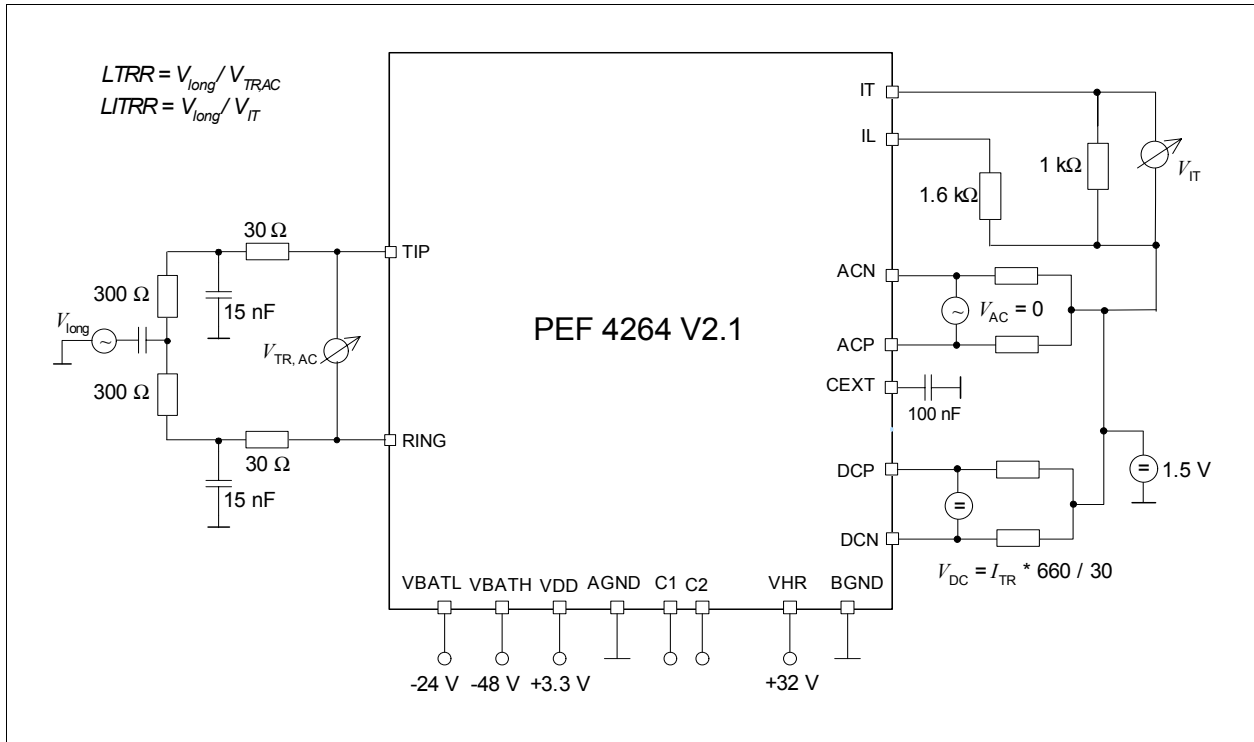 LTRR = Vlong / VTR,AC
LITRR = Vlong / VIT
IT
IL
1 kΩ
VIT
1.6 kΩ
30 Ω
TIP
300 Ω
15 nF
Vlong
~
VTR, AC
300 Ω
RING
30 Ω
15 nF
PEF 4264 V2.1
ACN
~
VAC = 0
ACP
CEXT
100 nF
DCP
=
DCN
=
1.5 V
VDC = ITR * 660 / 30
VBATL
VBATH
VDD
AGND
C1
C2
VHR
BGND
-24 V
-48 V
+3.3 V
+32 V